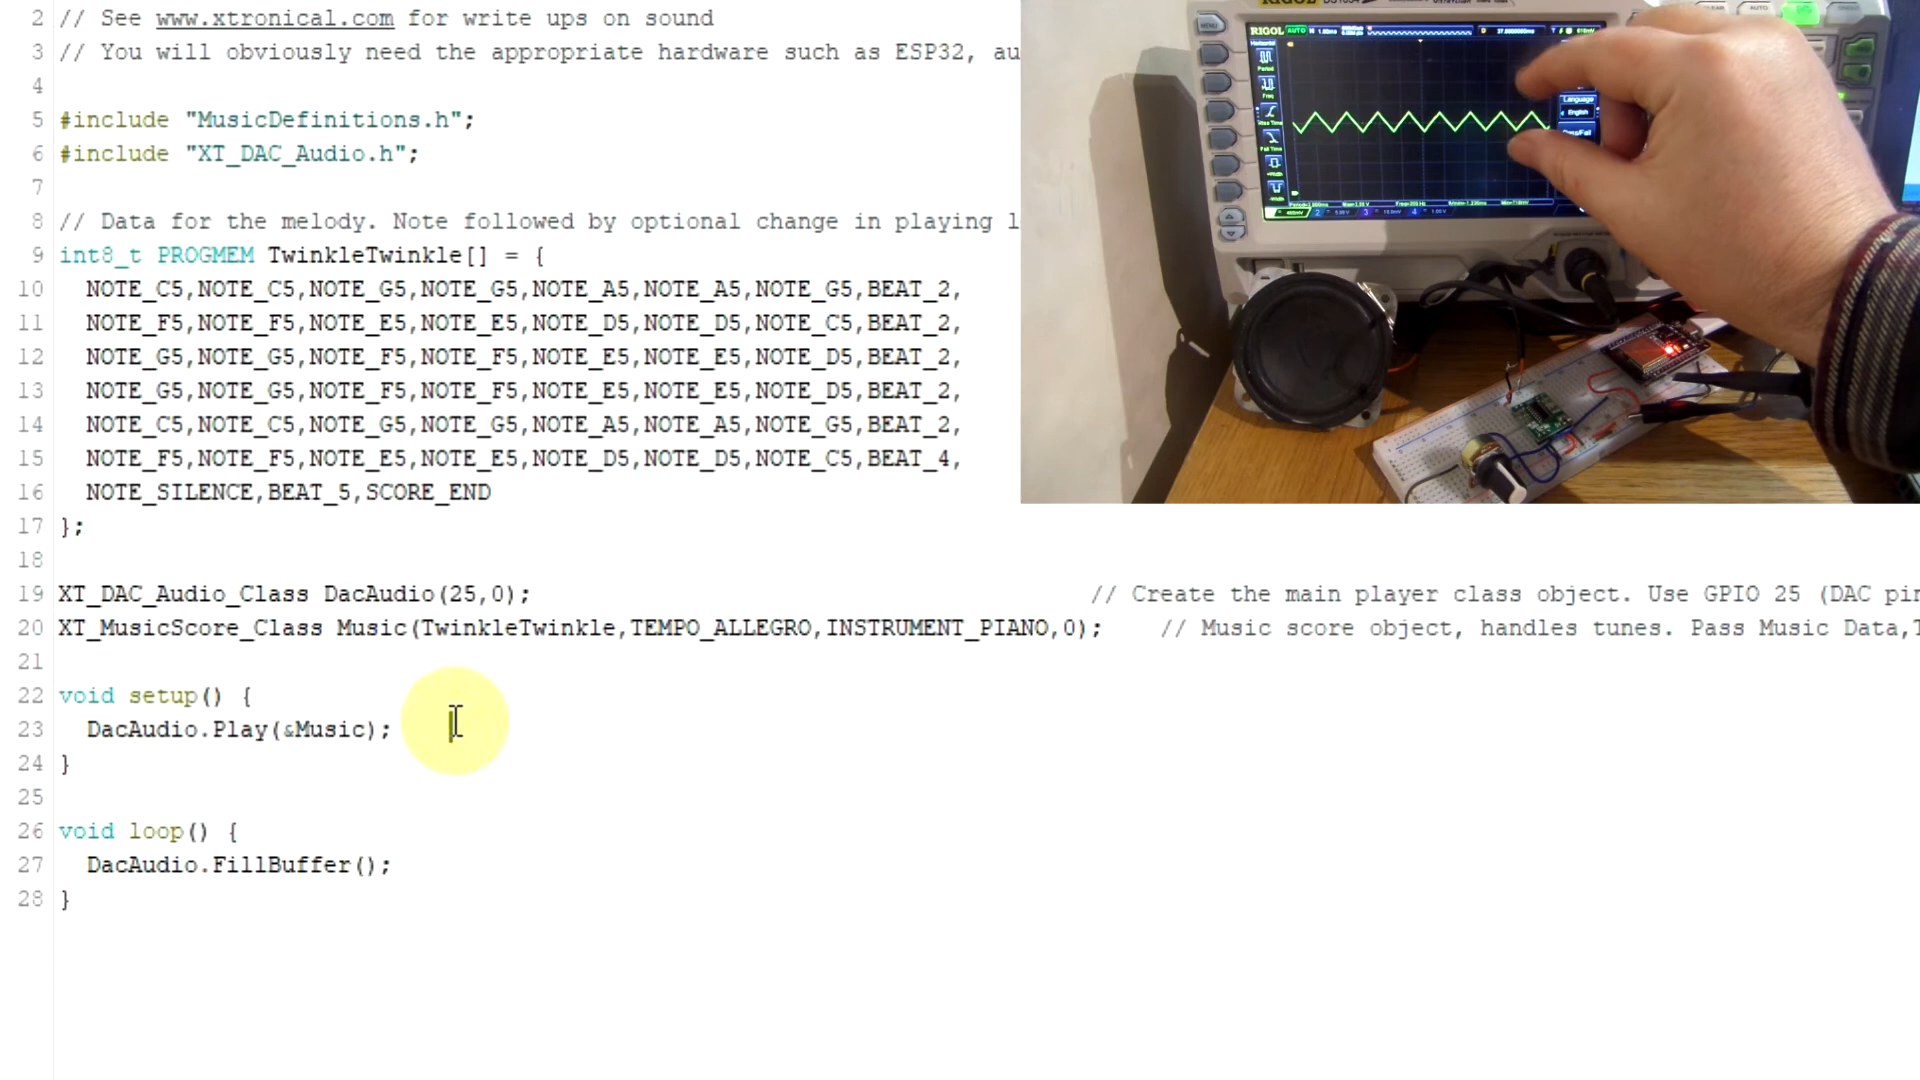 2 // See www.xtronical.com for write ups on sound
3 // You will obviously need the appropriate hardware such as ESP32, au
4
5 #include "MusicDefinitions.h";
6 #include "XT_DAC_Audio.h";
7
8 // Data for the melody. Note followed by optional change in playing l
9 int8_t PROGMEM TwinkleTwinkle[] = {
10 NOTE_C5,NOTE_C5,NOTE_G5,NOTE_G5,NOTE_A5,NOTE_A5,NOTE_G5,BEAT_2,
11 NOTE_F5,NOTE_F5,NOTE_E5,NOTE_E5,NOTE_D5,NOTE_D5,NOTE_C5,BEAT_2,
12 NOTE_G5,NOTE_G5,NOTE_F5,NOTE_F5,NOTE_E5,NOTE_E5,NOTE_D5,BEAT_2,
13 NOTE_G5,NOTE_G5,NOTE_F5,NOTE_F5,NOTE_E5,NOTE_E5,NOTE_D5,BEAT_2,
14 NOTE_C5,NOTE_C5,NOTE_G5,NOTE_G5,NOTE_A5,NOTE_A5,NOTE_G5,BEAT_2,
15 NOTE_F5,NOTE_F5,NOTE_E5,NOTE_E5,NOTE_D5,NOTE_D5,NOTE_C5,BEAT_4,
16 NOTE_SILENCE,BEAT_5,SCORE_END
17 };
18
19 XT_DAC_Audio_Class DacAudio(25,0); // Create the main player class object. Use GPIO 25 (DAC pin
20 XT_MusicScore_Class Music(TwinkleTwinkle,TEMPO_ALLEGRO,INSTRUMENT_PIANO,0); // Music score object, handles tunes. Pass Music Data,T
21
22 void setup() {
23 DacAudio.Play(&Music);
24 }
25
26 void loop() {
27 DacAudio.FillBuffer();
28 }
RIGOL
RIGOL AUTO
Language
English
MENU
AUTO